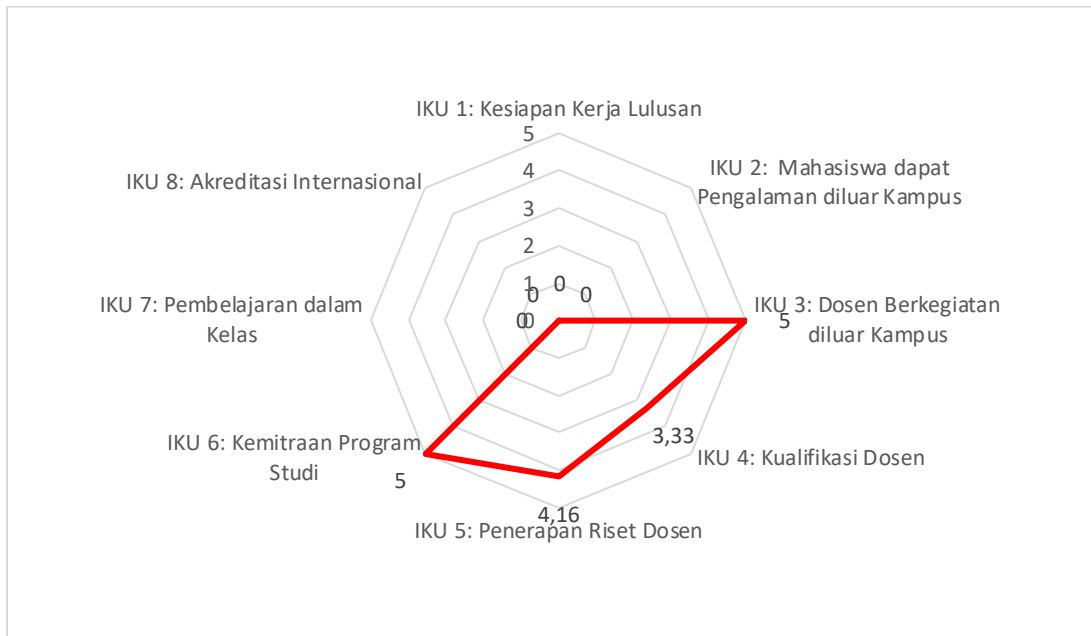 IKU 1: Kesiapan Kerja Lulusan
5
IKU 2: Mahasiswa dapat
Pengalaman diluar Kampus
IKU 8: Akreditasi Internasional
4
3
2
1
0
0
0
IKU 7: Pembelajaran dalam
Kelas
0
0
IKU 3: Dosen Berkegiatan
diluar Kampus
5
IKU 6: Kemitraan Program
Studi
5
3,33
IKU 4: Kualifikasi Dosen
4,16
IKU 5: Penerapan Riset Dosen